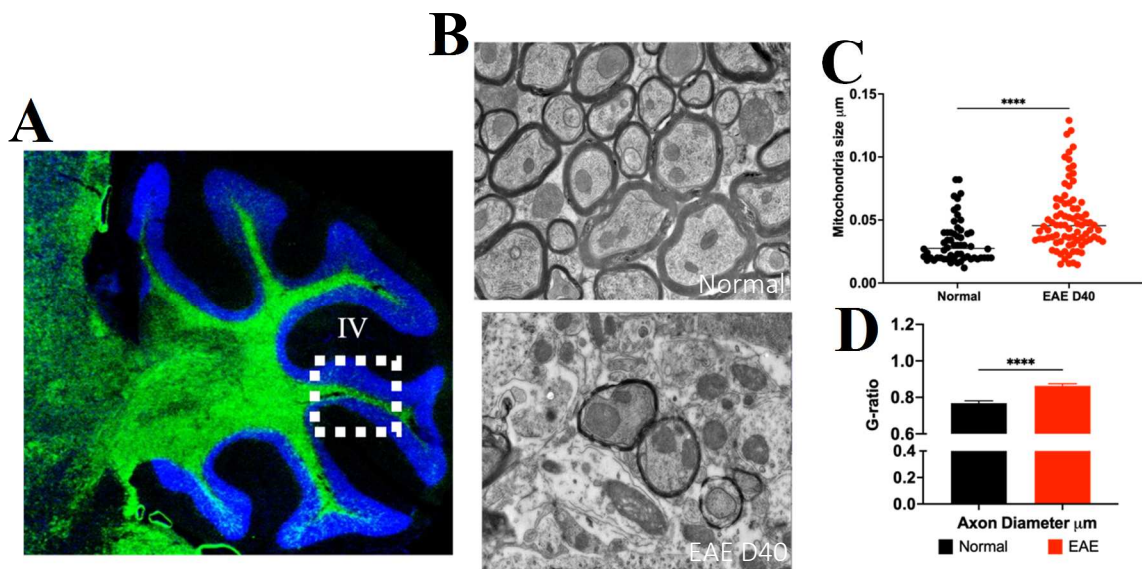 A
IV
B
Normal
EAE D40
C
Mitochondria size μm
0.15
0.10
0.05
0.00
****
Normal
EAE D40
D
G-ratio
1.2
1.0
0.8
0.6
0.4
0.2
0.0
****
Axon Diameter μm
Normal
EAE